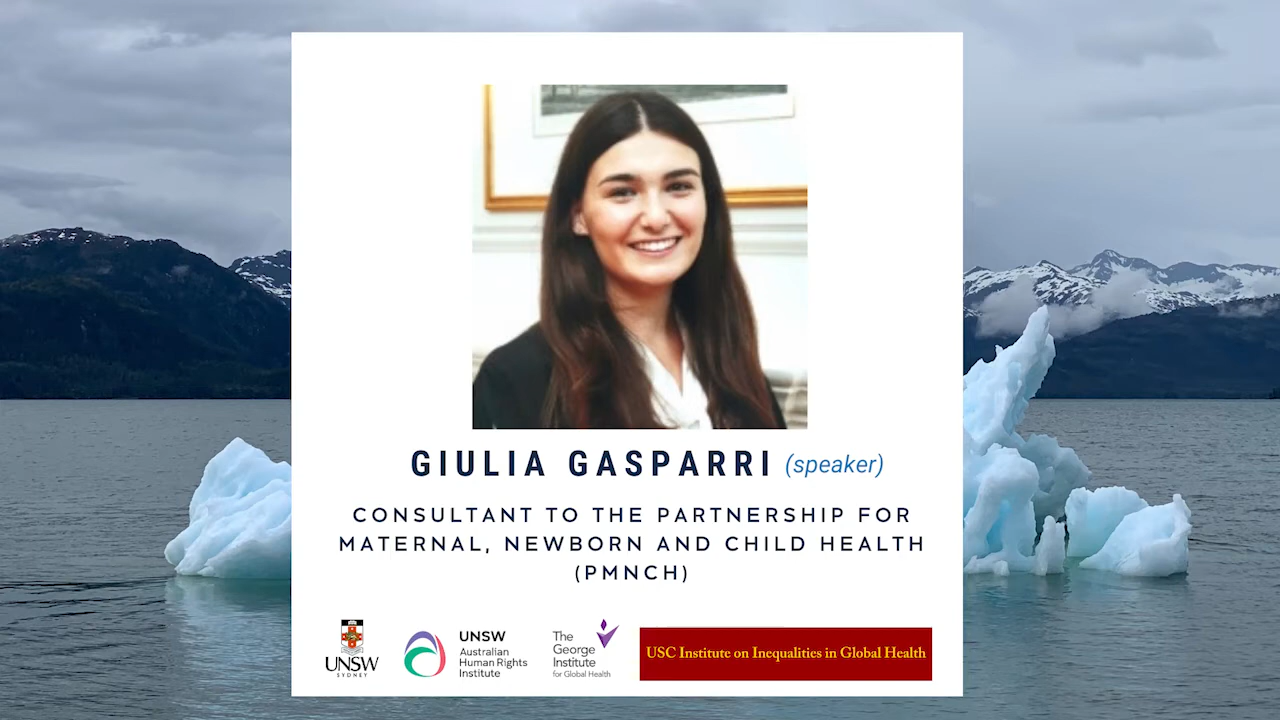 GIULIA GASPARRI (speaker)
CONSULTANT TO THE PARTNERSHIP FOR
MATERNAL, NEWBORN AND CHILD HEALTH
(PMNCH)
UNSW
SYDNEY
UNSW
Australian
Human Rights
Institute
The
George
Institute
for Global Health
USC Institute on Inequalities in Global Health